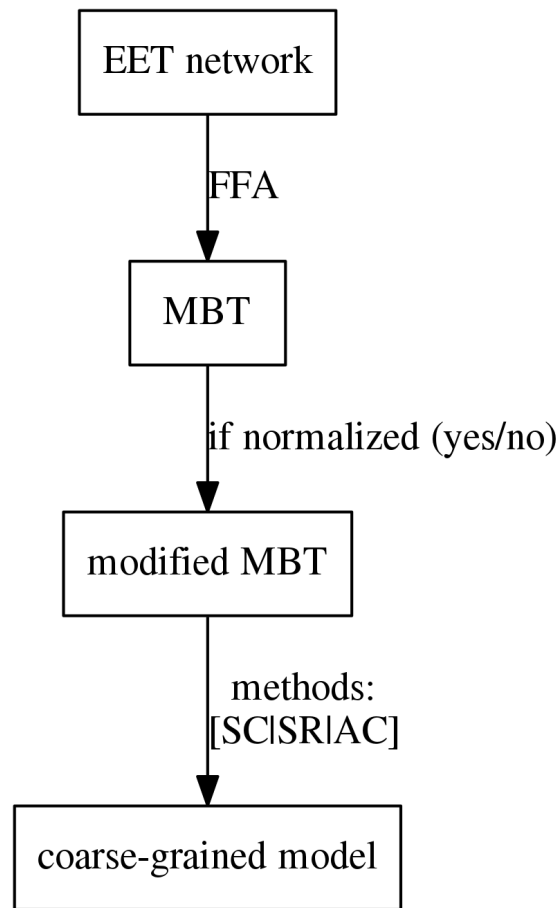 EET network
FFA
MBT
if normalized (yes/no)
modified MBT
methods:
[SC|SR|AC]
coarse-grained model